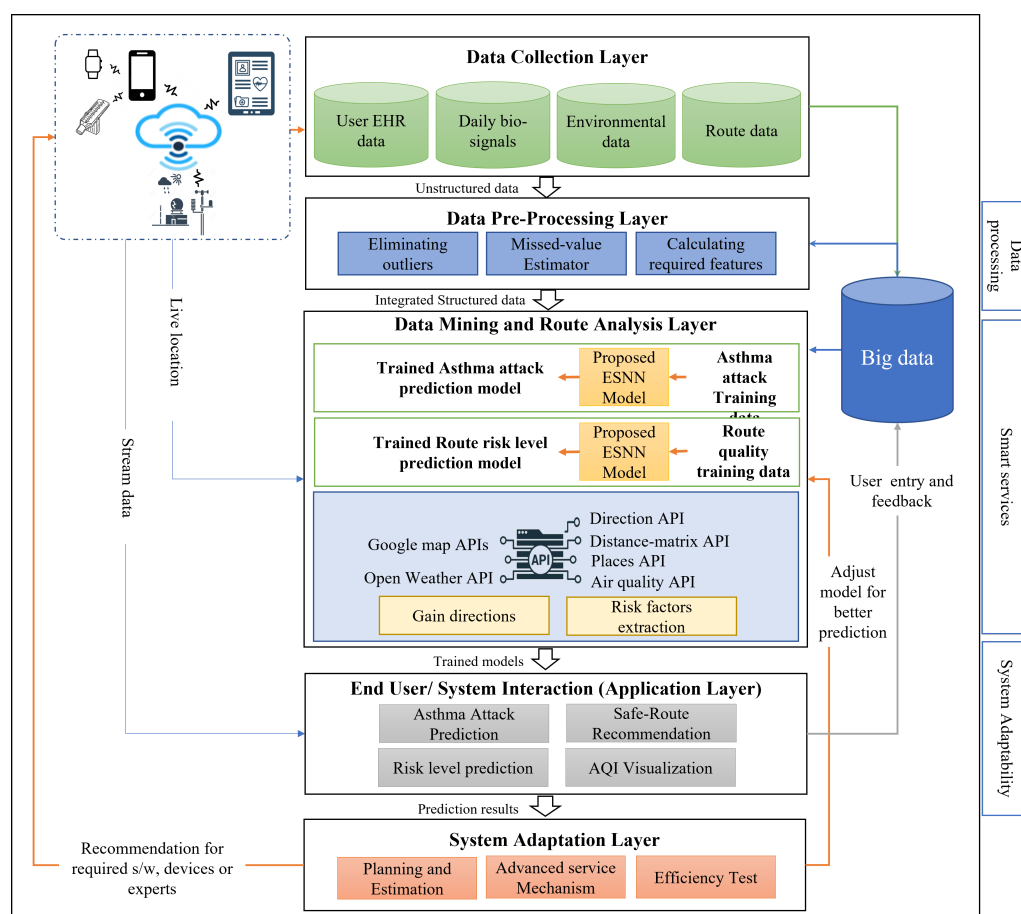 Data Collection Layer
User EHR
data
Daily bio-
signals
Environmental
data
Route data
Unstructured data
Data Pre-Processing Layer
Eliminating
outliers
Missed-value
Estimator
Calculating
required features
Integrated Structured data
Data
processing
Live location
Data Mining and Route Analysis Layer
Trained Asthma attack
prediction model
Proposed
ESNN
Model
Asthma
attack
Training
data
Big data
Trained Route risk level
prediction model
Proposed
ESNN
Model
Route
quality
training data
Stream data
User entry and
feedback
Smart services
Google map APIs
Open Weather API
API
Direction API
Distance-matrix API
Places API
Air quality API
Gain directions
Risk factors
extraction
Adjust
model for
better
prediction
Trained models
End User/ System Interaction (Application Layer)
Asthma Attack
Prediction
Safe-Route
Recommendation
Risk level prediction
AQI Visualization
System Adaptability
Prediction results
System Adaptation Layer
Planning and
Estimation
Advanced service
Mechanism
Efficiency Test
Recommendation for
required s/w, devices or
experts